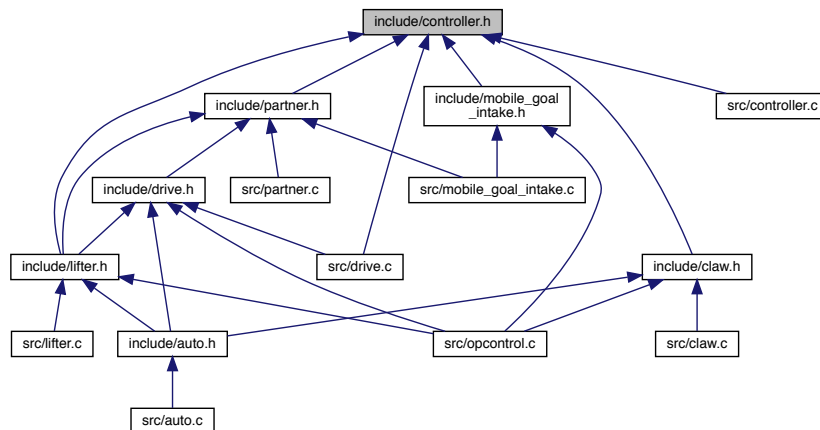 include/controller.h
include/partner.h
include/mobile_goal
_intake.h
src/controller.c
include/drive.h
src/partner.c
src/mobile_goal_intake.c
include/lifter.h
src/drive.c
include/claw.h
src/lifter.c
include/auto.h
src/opcontrol.c
src/claw.c
src/auto.c